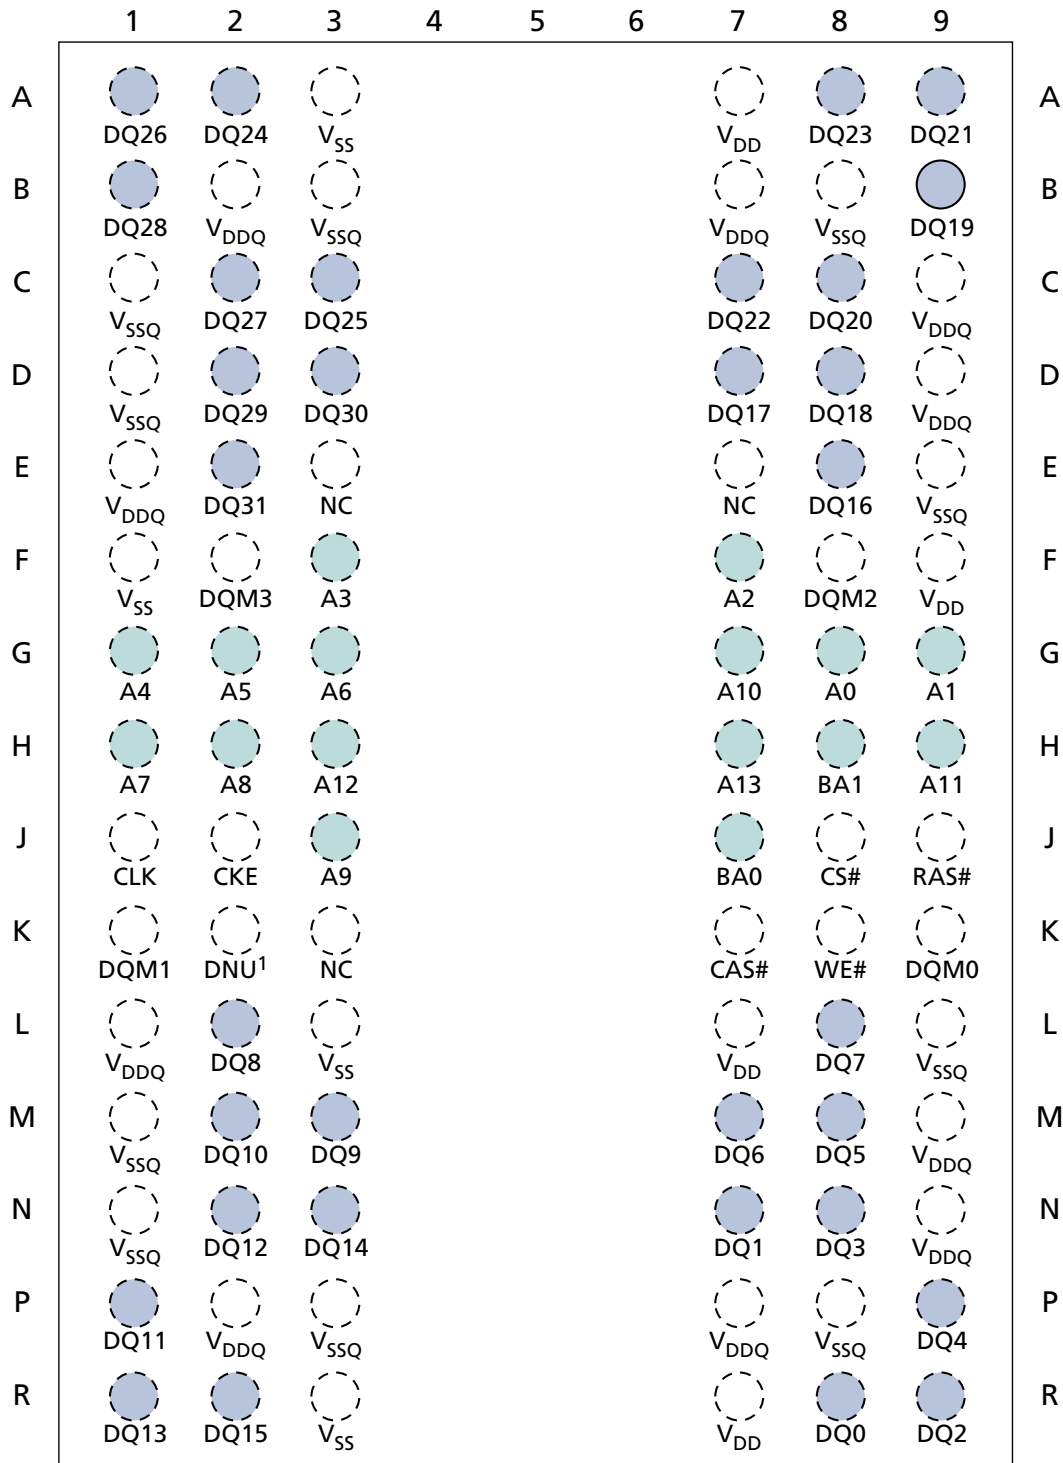 1 2 3 4 5 6 7 8 9
A A
DQ26 DQ24 VSS VDD DQ23 DQ21
B B
DQ28 VDDQ VSSQ VDDQ VSSQ DQ19
C C
VSSQ DQ27 DQ25 DQ22 DQ20 VDDQ
D D
VSSQ DQ29 DQ30 DQ17 DQ18 VDDQ
E E
VDDQ DQ31 NC NC DQ16 VSSQ
F F
VSS DQM3 A3 A2 DQM2 VDD
G G
A4 A5 A6 A10 A0 A1
H H
A7 A8 A12 A13 BA1 A11
J J
CLK CKE A9 BA0 CS# RAS#
K K
DQM1 DNU1 NC CAS# WE# DQM0
L L
VDDQ DQ8 VSS VDD DQ7 VSSQ
M M
VSSQ DQ10 DQ9 DQ6 DQ5 VDDQ
N N
VSSQ DQ12 DQ14 DQ1 DQ3 VDDQ
P P
DQ11 VDDQ VSSQ VDDQ VSSQ DQ4
R R
DQ13 DQ15 VSS VDD DQ0 DQ2